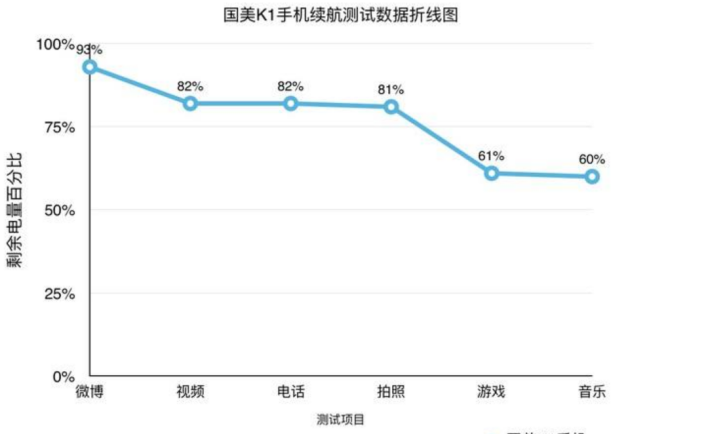 国美K1手机续航测试数据折线图
100%
93%
82%
82%
81%
75%
61%
60%
50%
25%
0%
剩余电量百分比
微博 视频 电话 拍照 游戏 音乐
测试项目